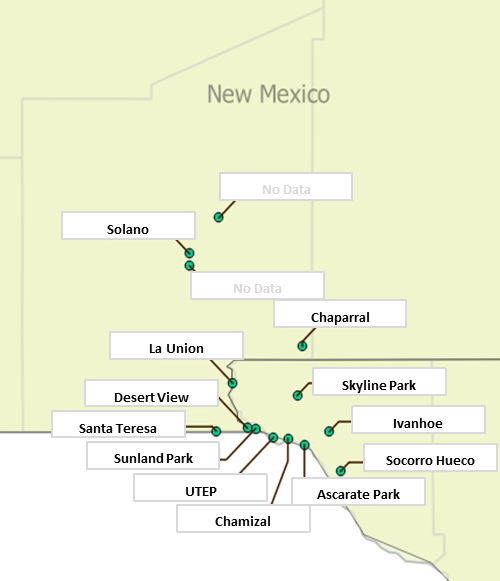 New Mexico
No Data
Solano
No Data
Chaparral
La Union
Skyline Park
Desert View
Ivanhoe
Santa Teresa
Sunland Park
Socorro Hueco
UTEP
Ascarate Park
Chamizal